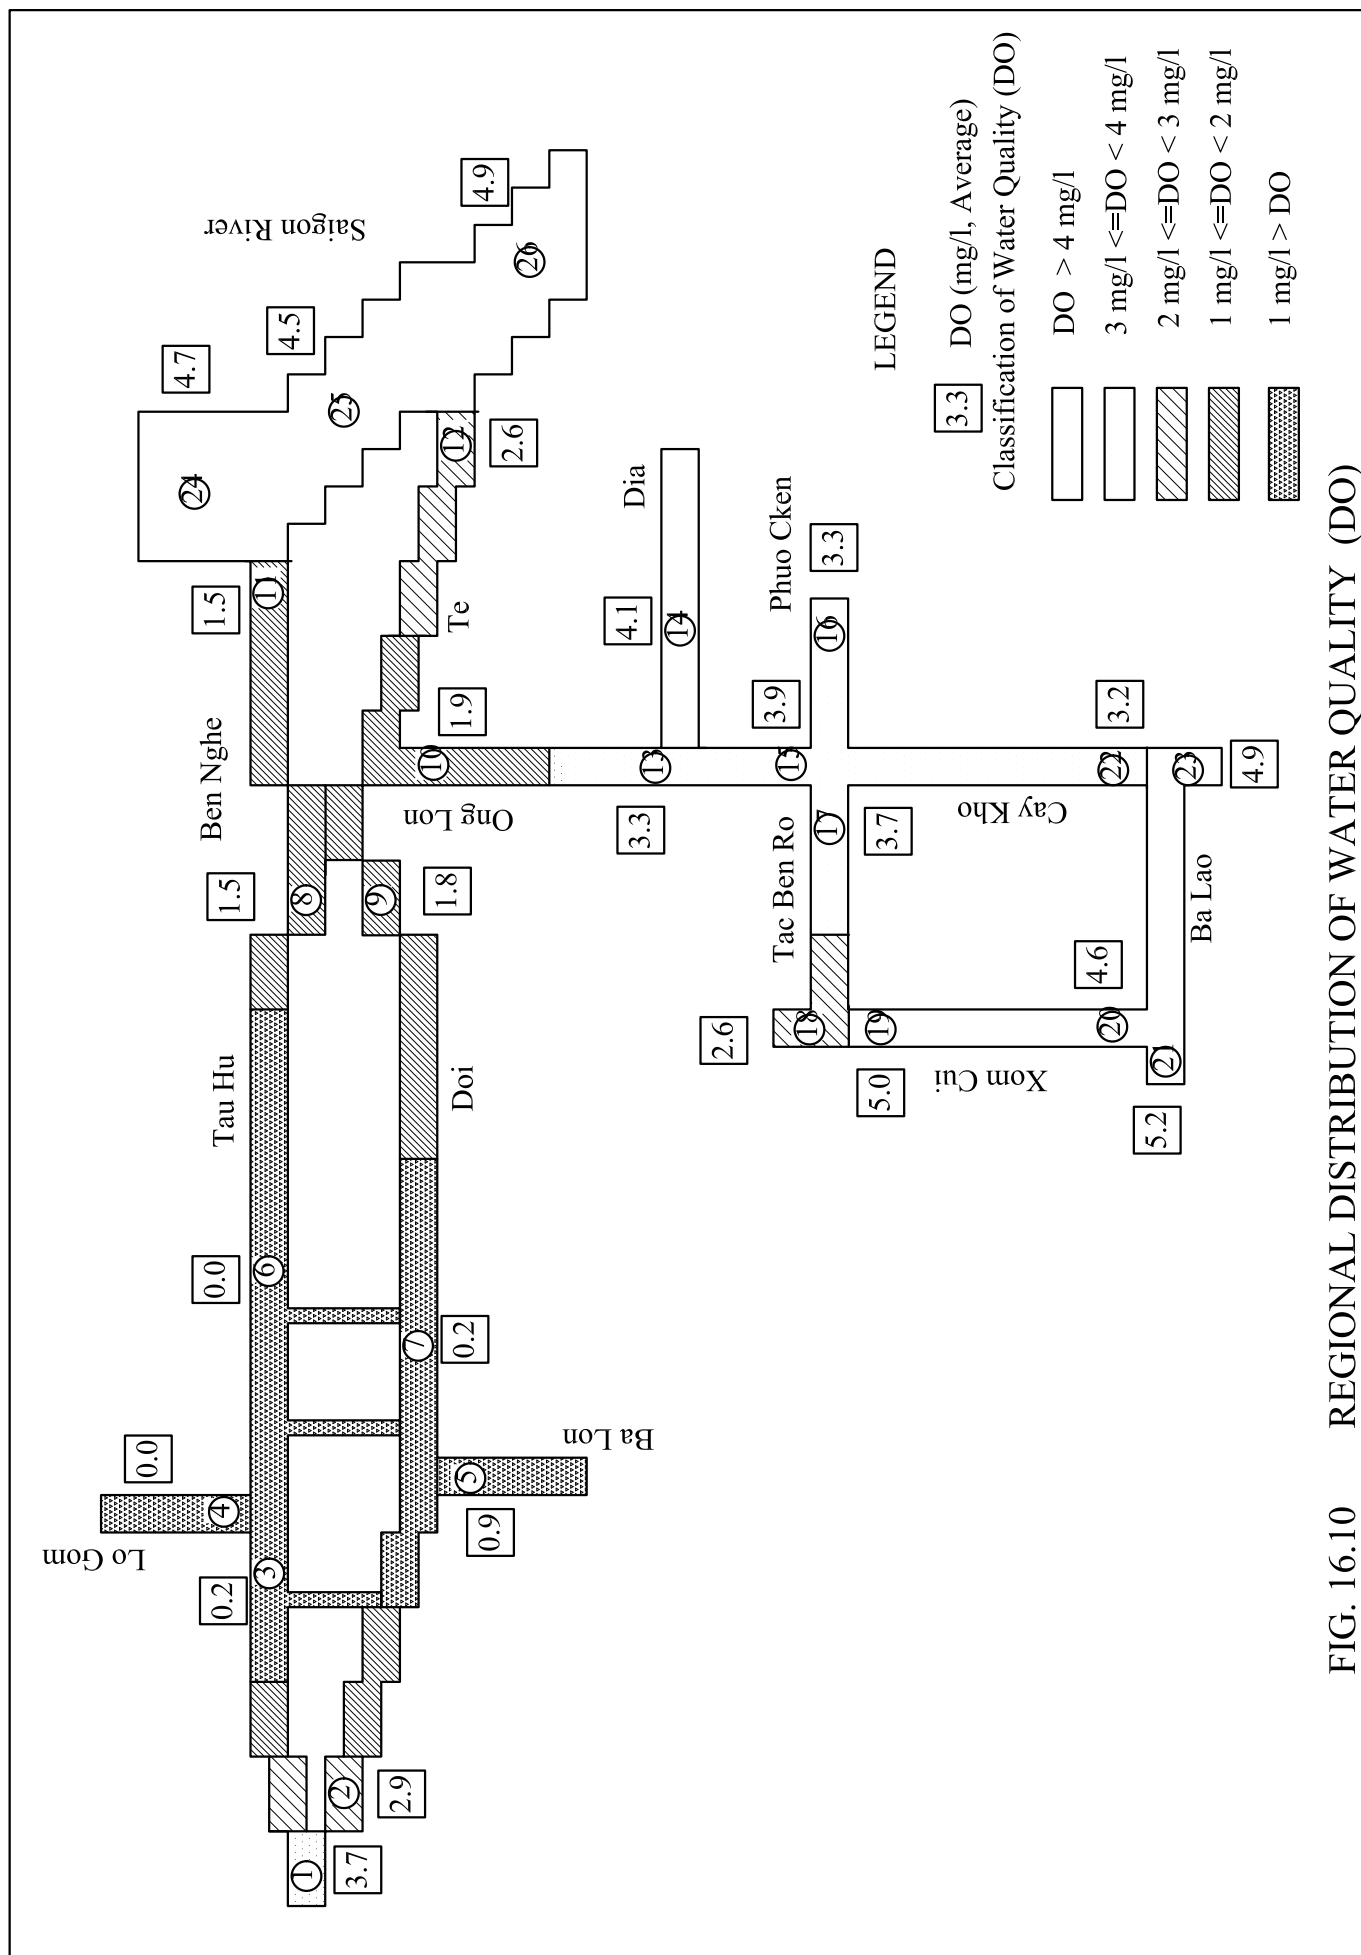 Saigon River
4.7
4.5
4.9
24
25
26
1.5
11
12
2.6
Ben Nghe
Te
1.5
8
9
1.8
1.9
10
Ong Lon
Dia
4.1
14
3.3
13
3.9
15
Phuo Cken
3.3
16
Tac Ben Ro
17
3.7
2.6
18
19
5.0
Xom Cui
4.6
20
21
5.2
Cay Kho
3.2
22
23
4.9
Ba Lao
Tau Hu
Doi
0.0
6
7
0.2
Lo Gom
0.0
4
0.2
3
Ba Lon
5
0.9
2
2.9
1
3.7
LEGEND
3.3 DO (mg/l, Average)
Classification of Water Quality (DO)
DO > 4 mg/l
3 mg/l <=DO < 4 mg/l
2 mg/l <=DO < 3 mg/l
1 mg/l <=DO < 2 mg/l
1 mg/l > DO
FIG. 16.10 REGIONAL DISTRIBUTION OF WATER QUALITY (DO)